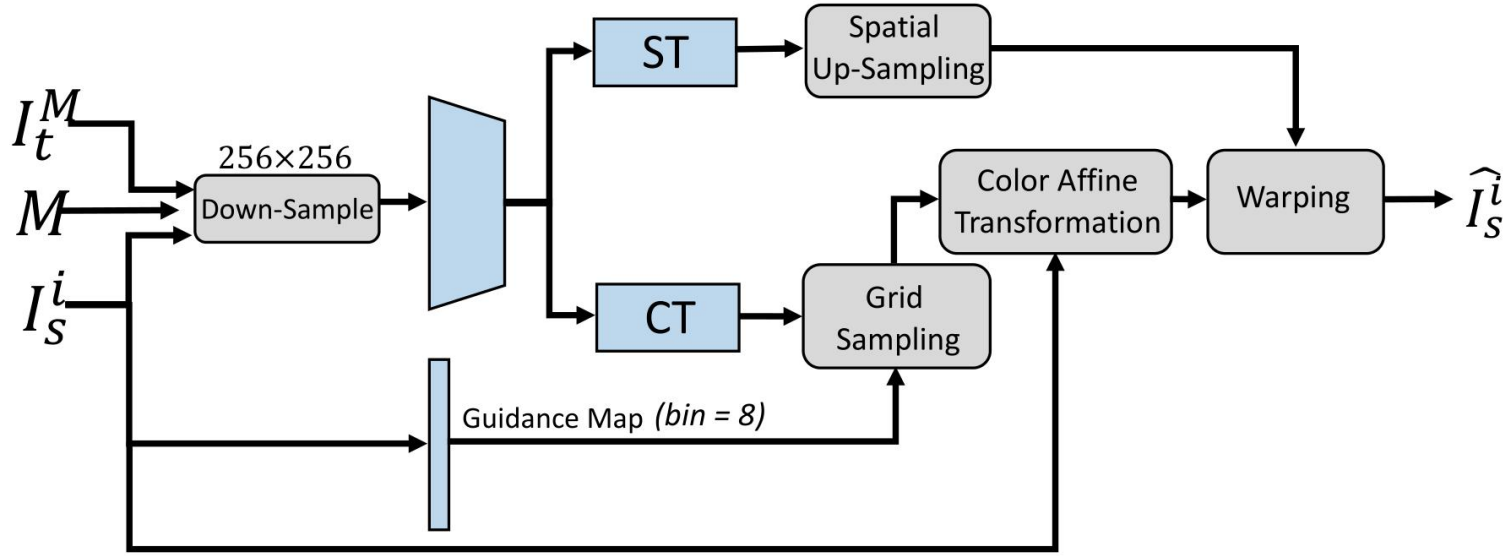 I_t^M
M
I_s^i
256×256
Down-Sample
ST
Spatial
Up-Sampling
CT
Grid
Sampling
Guidance Map (bin = 8)
Color Affine
Transformation
Warping
\hat{I_s^i}